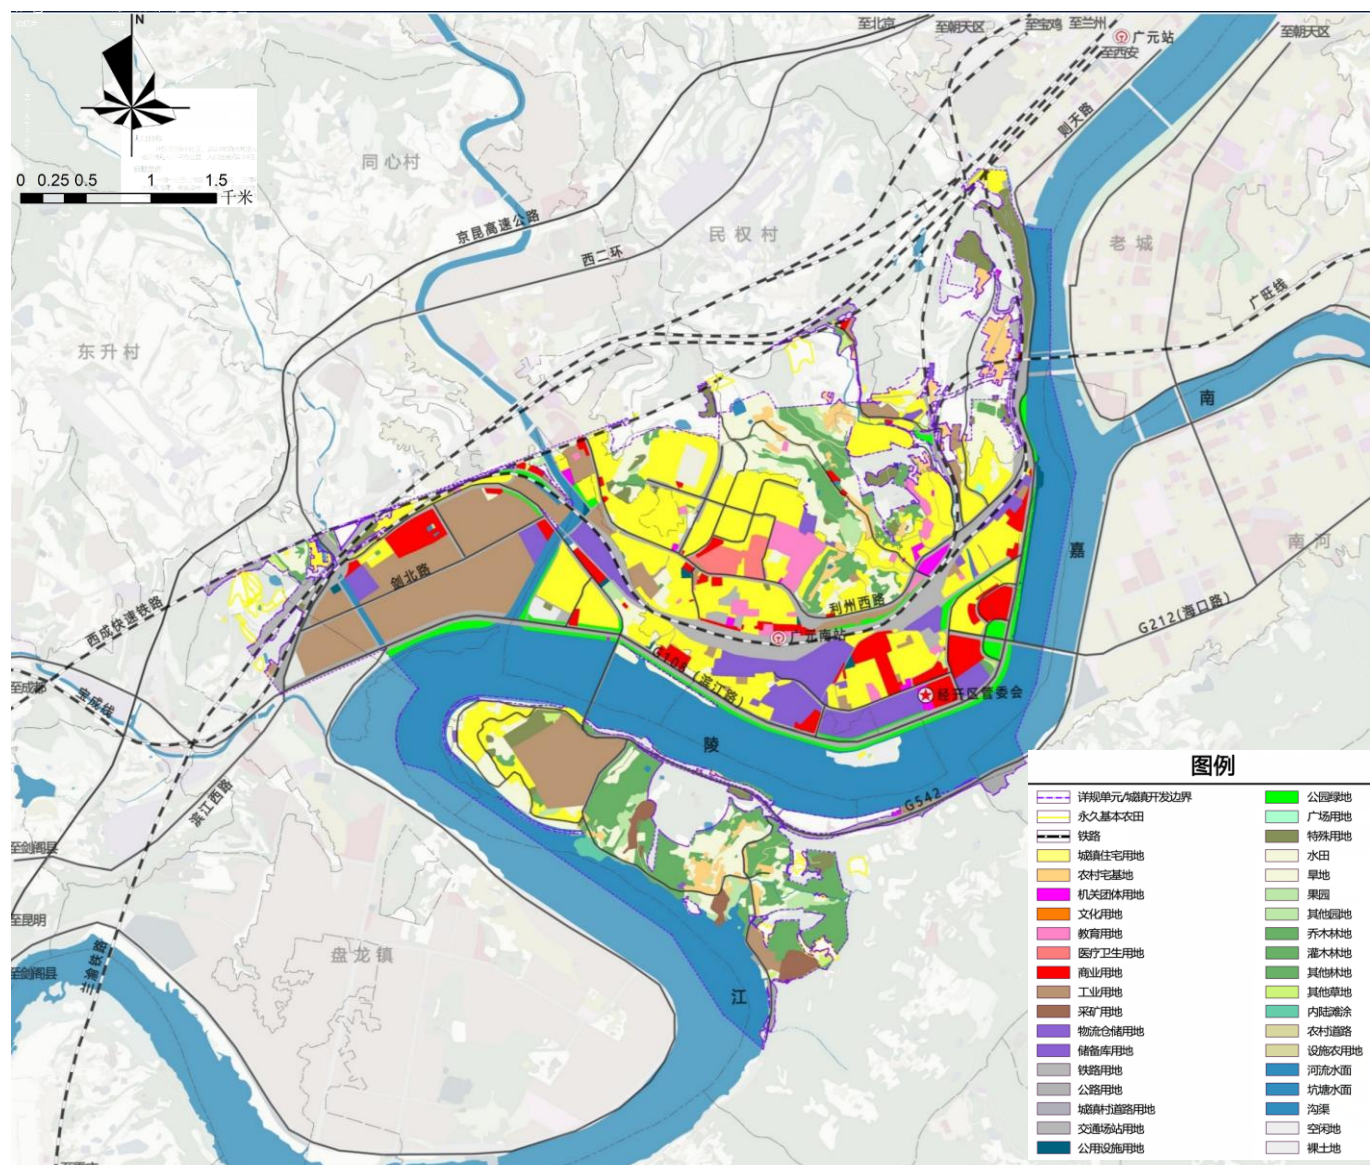 N
0 0.25 0.5 1 1.5
千米
至北京
至朝天区
至宝鸡
至兰州
广元站
至西安
至朝天区
则天路
同心村
京昆高速公路
西二环
民权村
老城
广旺线
东升村
南
嘉
南河
剑北路
西成快速铁路
利州西路
广元南站
G212(海口路)
G108(滨江路)
经开区管委会
至成都
宝成线
陵
G542
滨江西路
至剑阁县
至昆明
盘龙镇
至剑阁县
兰渝铁路
江
图例
详规单元/城镇开发边界
永久基本农田
铁路
城镇住宅用地
农村宅基地
机关团体用地
文化用地
教育用地
医疗卫生用地
商业用地
工业用地
采矿用地
物流仓储用地
储备库用地
铁路用地
公路用地
城镇村道路用地
交通场站用地
公用设施用地
公园绿地
广场用地
特殊用地
水田
旱地
果园
其他园地
乔木林地
灌木林地
其他林地
其他草地
内陆滩涂
农村道路
设施农用地
河流水面
坑塘水面
沟渠
空闲地
裸土地